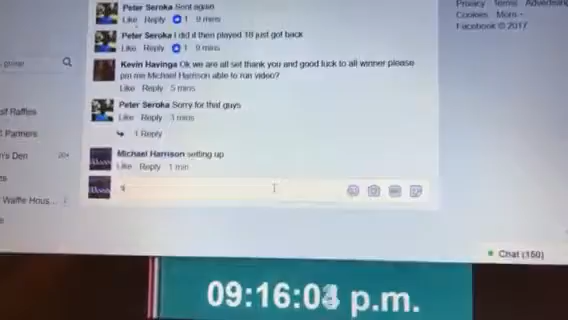 Peter Seroka Sent again
Like Reply 1 9 mins
Peter Seroka I did it then played 18 just got back
Like Reply 1 9 mins
Kevin Havinga Ok we are all set thank you and good luck to all winner please
pm me Michael Harrison able to run video?
Like Reply 5 mins
Peter Seroka Sorry for that guys
Like Reply 3 mins
1 Reply
Michael Harrison setting up
Like Reply 1 min
Privacy Terms Advertising
Cookies More
Facebook © 2017
Raffles
Partners
Den 20+
Waffle Hous...
Chat (150)
09:16:03 p.m.